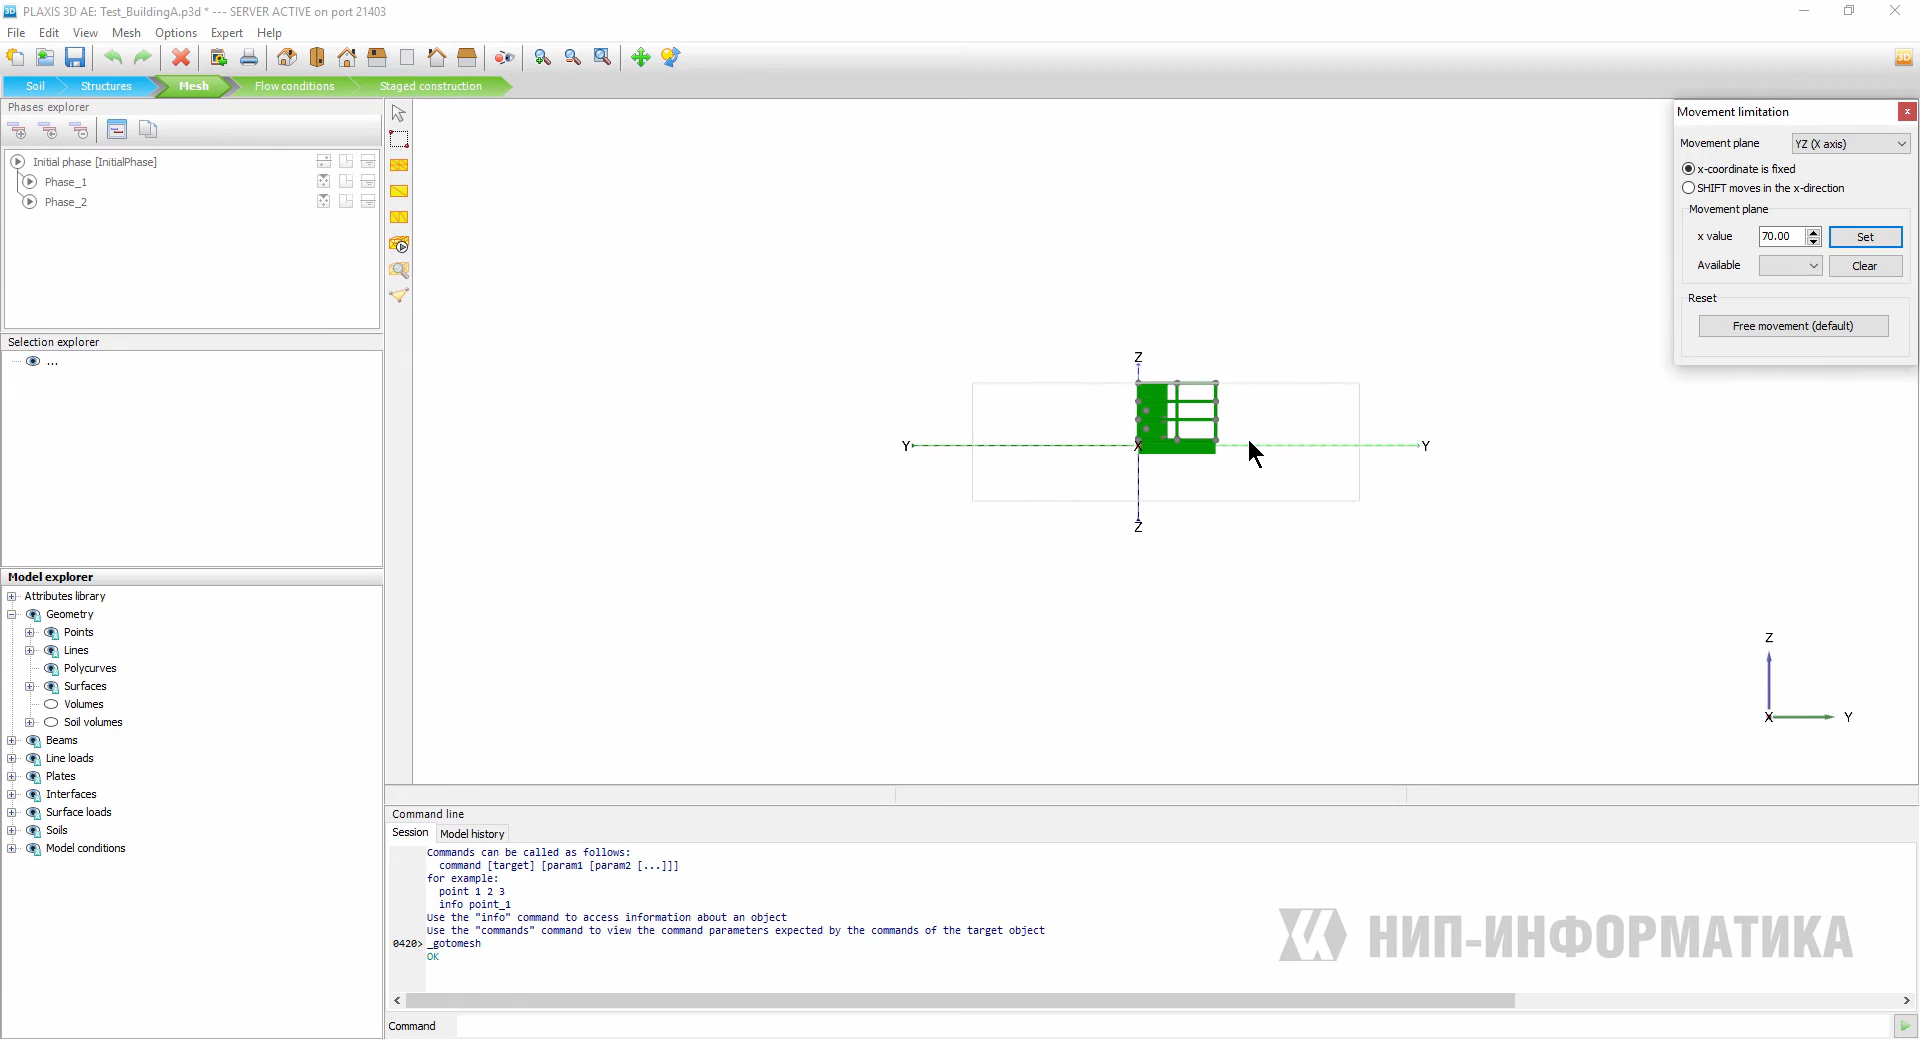 PLAXIS 3D AE: Test_BuildingA.p3d * --- SERVER ACTIVE on port 21403
File Edit View Mesh Options Expert Help
Soil Structures Mesh Flow conditions Staged construction
Phases explorer
Initial phase [InitialPhase]
Phase_1
Phase_2
Selection explorer
...
Model explorer
Attributes library
Geometry
Points
Lines
Polycurves
Surfaces
Volumes
Soil volumes
Beams
Line loads
Plates
Interfaces
Surface loads
Soils
Model conditions
Z
Y X Y
Z
Z
X Y
Movement limitation
Movement plane YZ (X axis)
x-coordinate is fixed
SHIFT moves in the x-direction
Movement plane
x value 70.00 Set
Available Clear
Reset
Free movement (default)
Command line
Session Model history
Commands can be called as follows:
command [target] [param1 [param2 [...]]]
for example:
point 1 2 3
info point_1
Use the "info" command to access information about an object
Use the "commands" command to view the command parameters expected by the commands of the target object
0420> _gotomesh
OK
НИП-ИНФОРМАТИКА
Command
3D
3D